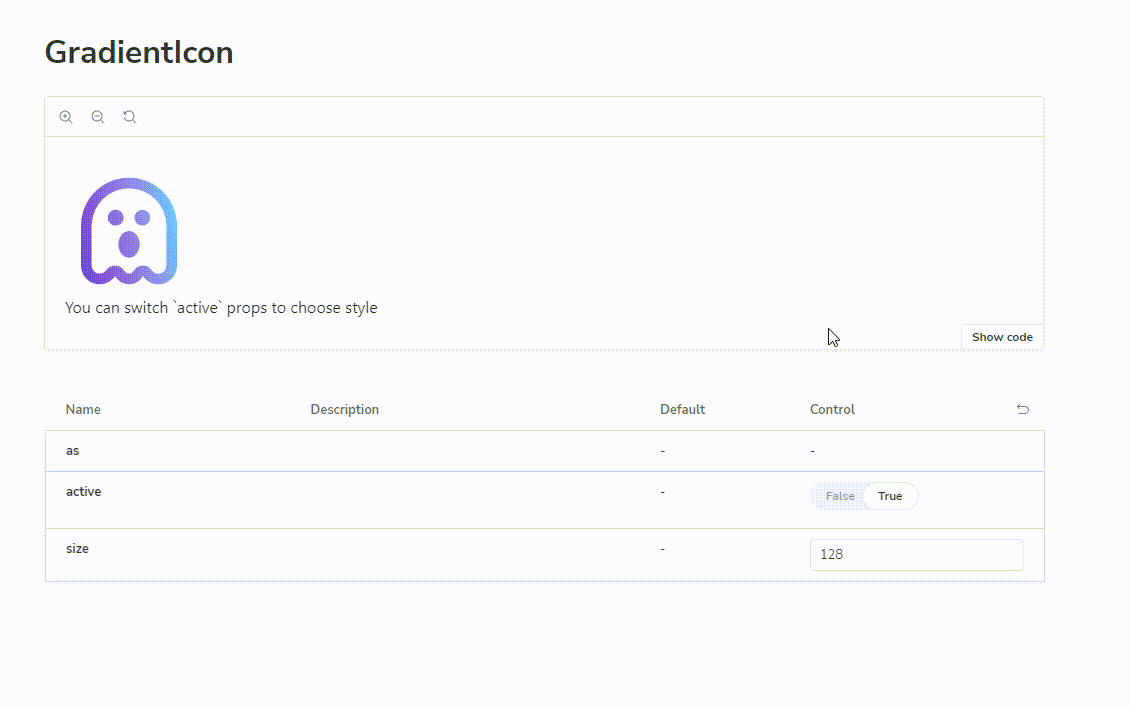 GradientIcon
You can switch `active` props to choose style
Show code
Name Description Default Control
as - -
active - False True
size - 128